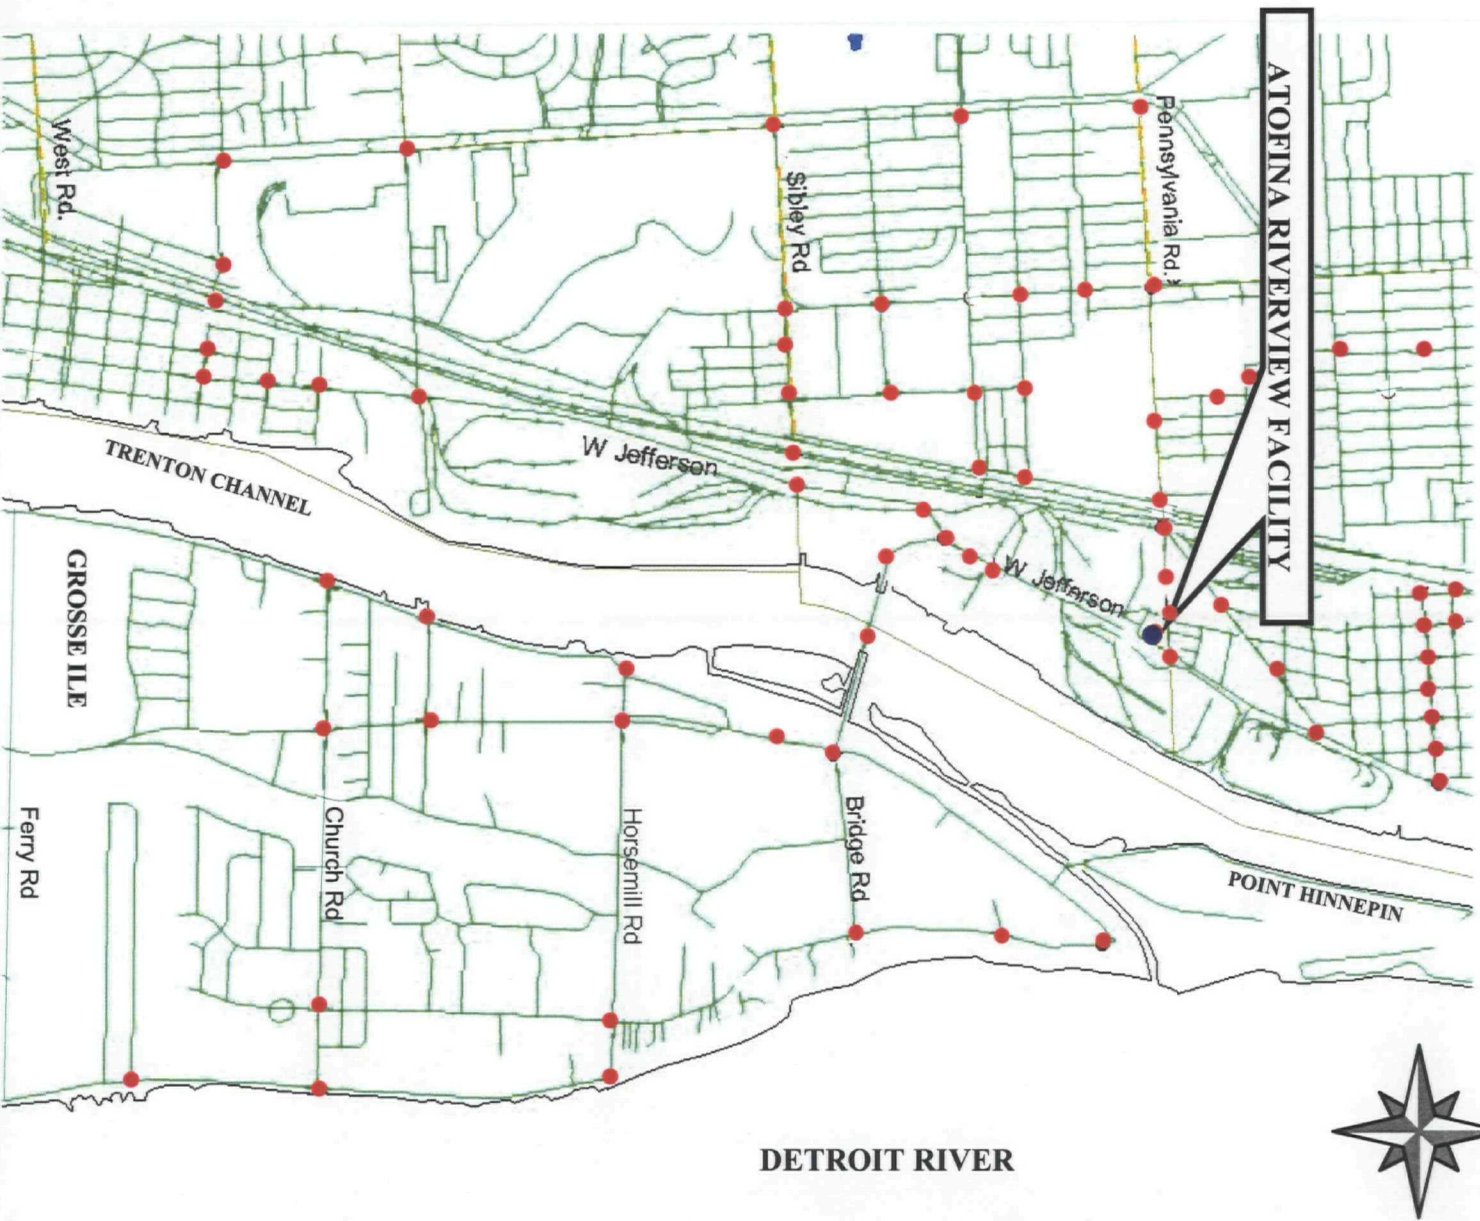 ATOFINA RIVERVIEW FACILITY
Pennsylvania Rd.
West Rd.
Sibley Rd
W Jefferson
TRENTON CHANNEL
W Jefferson
GROSSE ILE
Ferry Rd
Church Rd
Horsemill Rd
Bridge Rd
POINT HINNEPIN
DETROIT RIVER